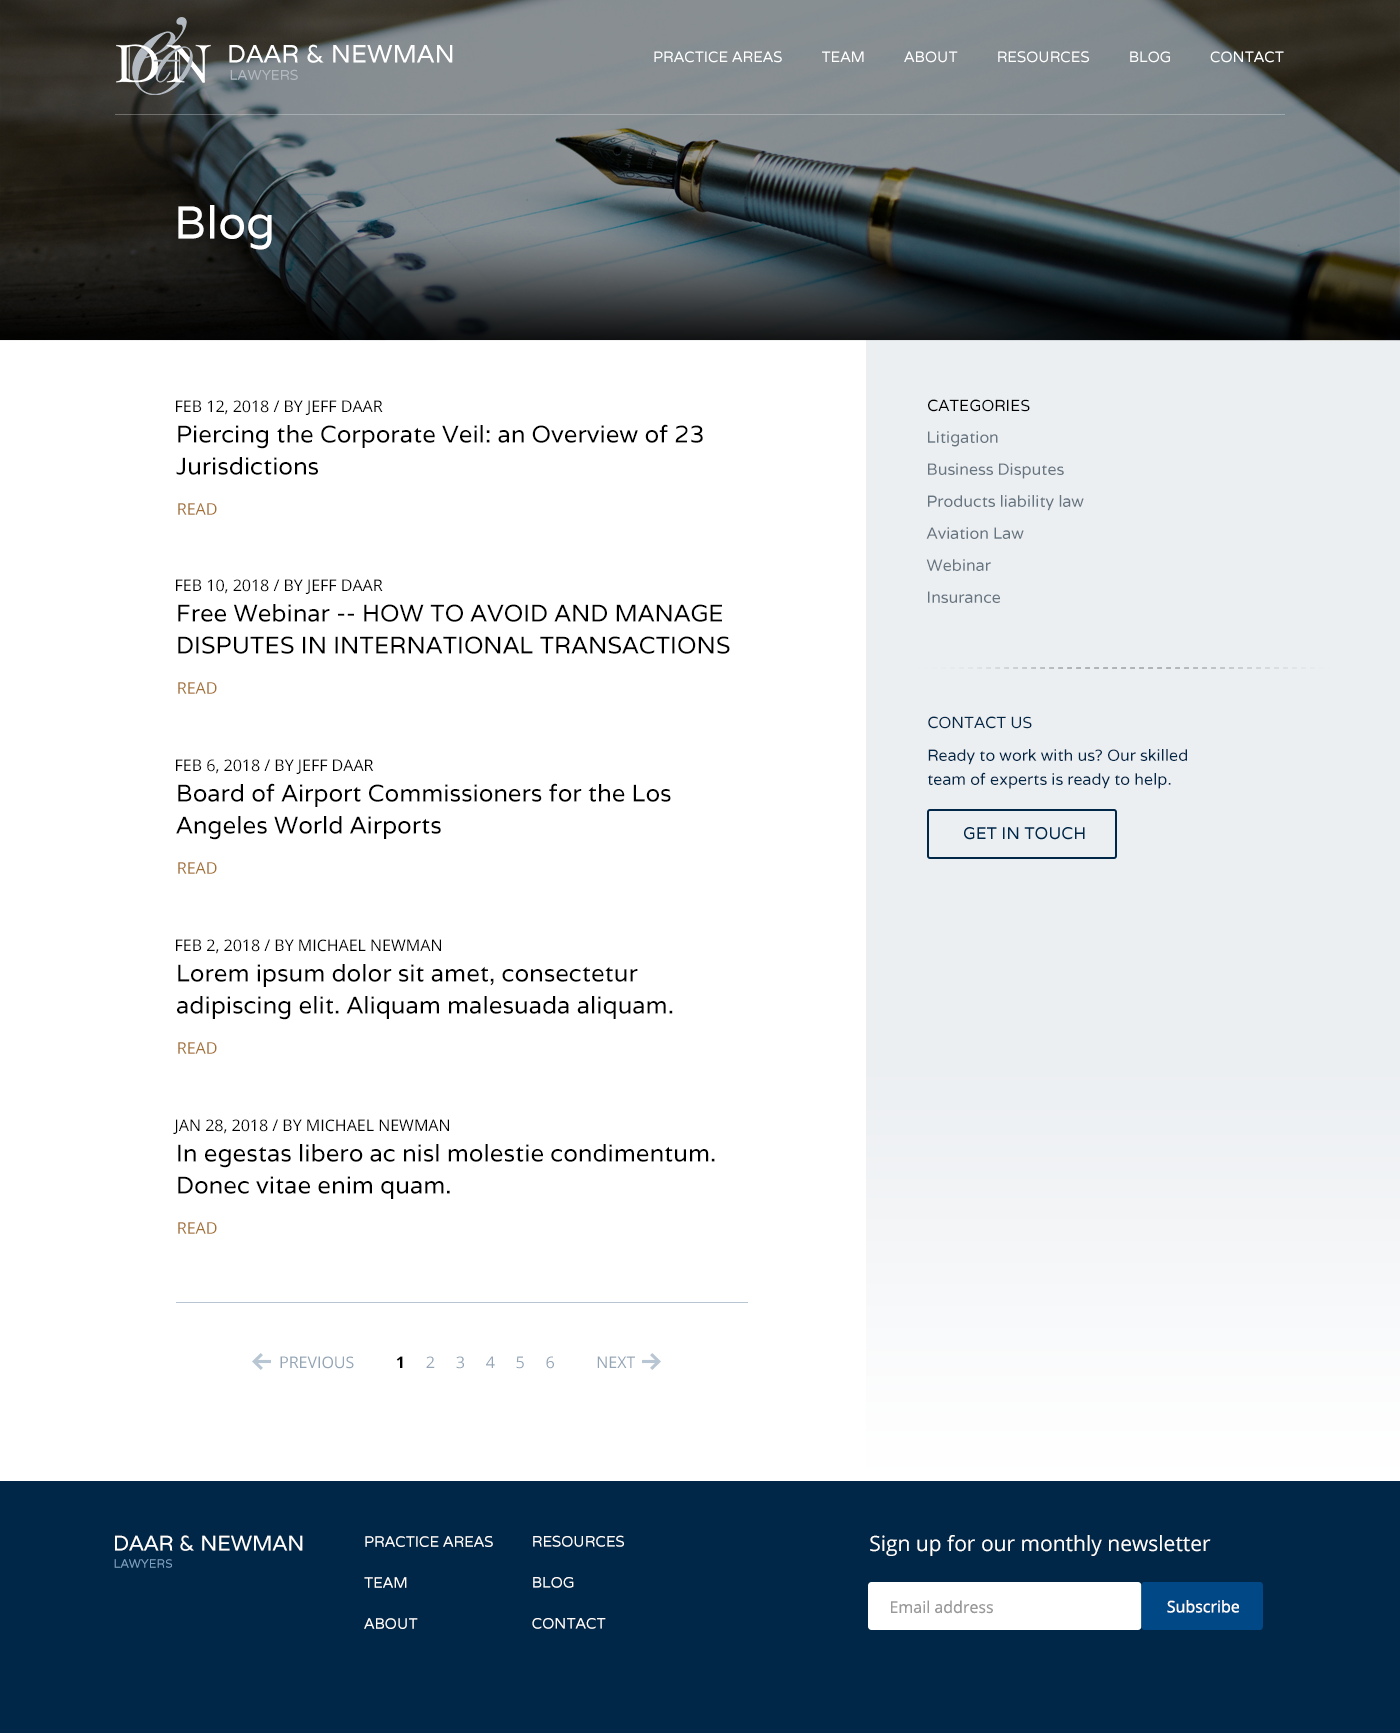 D&N DAAR & NEWMAN
LAWYERS
PRACTICE AREAS TEAM ABOUT RESOURCES BLOG CONTACT
Blog
FEB 12, 2018 / BY JEFF DAAR
Piercing the Corporate Veil: an Overview of 23
Jurisdictions
READ
FEB 10, 2018 / BY JEFF DAAR
Free Webinar -- HOW TO AVOID AND MANAGE
DISPUTES IN INTERNATIONAL TRANSACTIONS
READ
FEB 6, 2018 / BY JEFF DAAR
Board of Airport Commissioners for the Los
Angeles World Airports
READ
FEB 2, 2018 / BY MICHAEL NEWMAN
Lorem ipsum dolor sit amet, consectetur
adipiscing elit. Aliquam malesuada aliquam.
READ
JAN 28, 2018 / BY MICHAEL NEWMAN
In egestas libero ac nisl molestie condimentum.
Donec vitae enim quam.
READ
PREVIOUS 1 2 3 4 5 6 NEXT
CATEGORIES
Litigation
Business Disputes
Products liability law
Aviation Law
Webinar
Insurance
CONTACT US
Ready to work with us? Our skilled
team of experts is ready to help.
GET IN TOUCH
DAAR & NEWMAN
LAWYERS
PRACTICE AREAS
TEAM
ABOUT
RESOURCES
BLOG
CONTACT
Sign up for our monthly newsletter
Email address
Subscribe